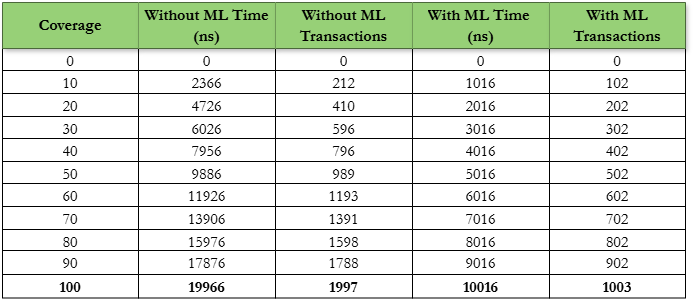 Coverage Without ML Time (ns) Without ML Transactions With ML Time (ns) With ML Transactions
0 0 0 0 0
10 2366 212 1016 102
20 4726 410 2016 202
30 6026 596 3016 302
40 7956 796 4016 402
50 9886 989 5016 502
60 11926 1193 6016 602
70 13906 1391 7016 702
80 15976 1598 8016 802
90 17876 1788 9016 902
100 19966 1997 10016 1003